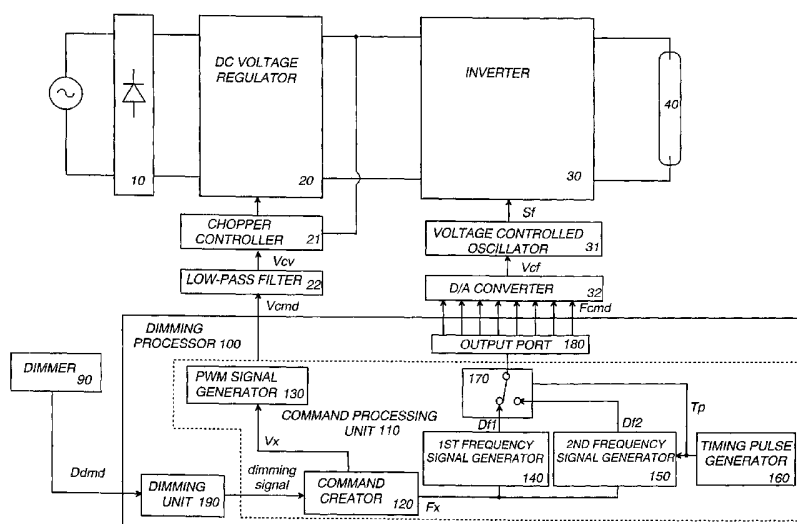 DC VOLTAGE
REGULATOR
INVERTER
10
20
30
40
Sf
CHOPPER
CONTROLLER
21
VOLTAGE CONTROLLED
OSCILLATOR
31
Vcv
Vcf
LOW-PASS FILTER
22
D/A CONVERTER
32
Vcmd
Fcmd
DIMMING
PROCESSOR 100
OUTPUT PORT
180
DIMMER
90
PWM SIGNAL
GENERATOR
130
170
COMMAND PROCESSING
UNIT 110
Df1
Df2
Tp
Vx
1ST FREQUENCY
SIGNAL GENERATOR
140
2ND FREQUENCY
SIGNAL GENERATOR
150
TIMING PULSE
GENERATOR
160
Ddmd
DIMMING
UNIT
190
dimming
signal
COMMAND
CREATOR
120
Fx